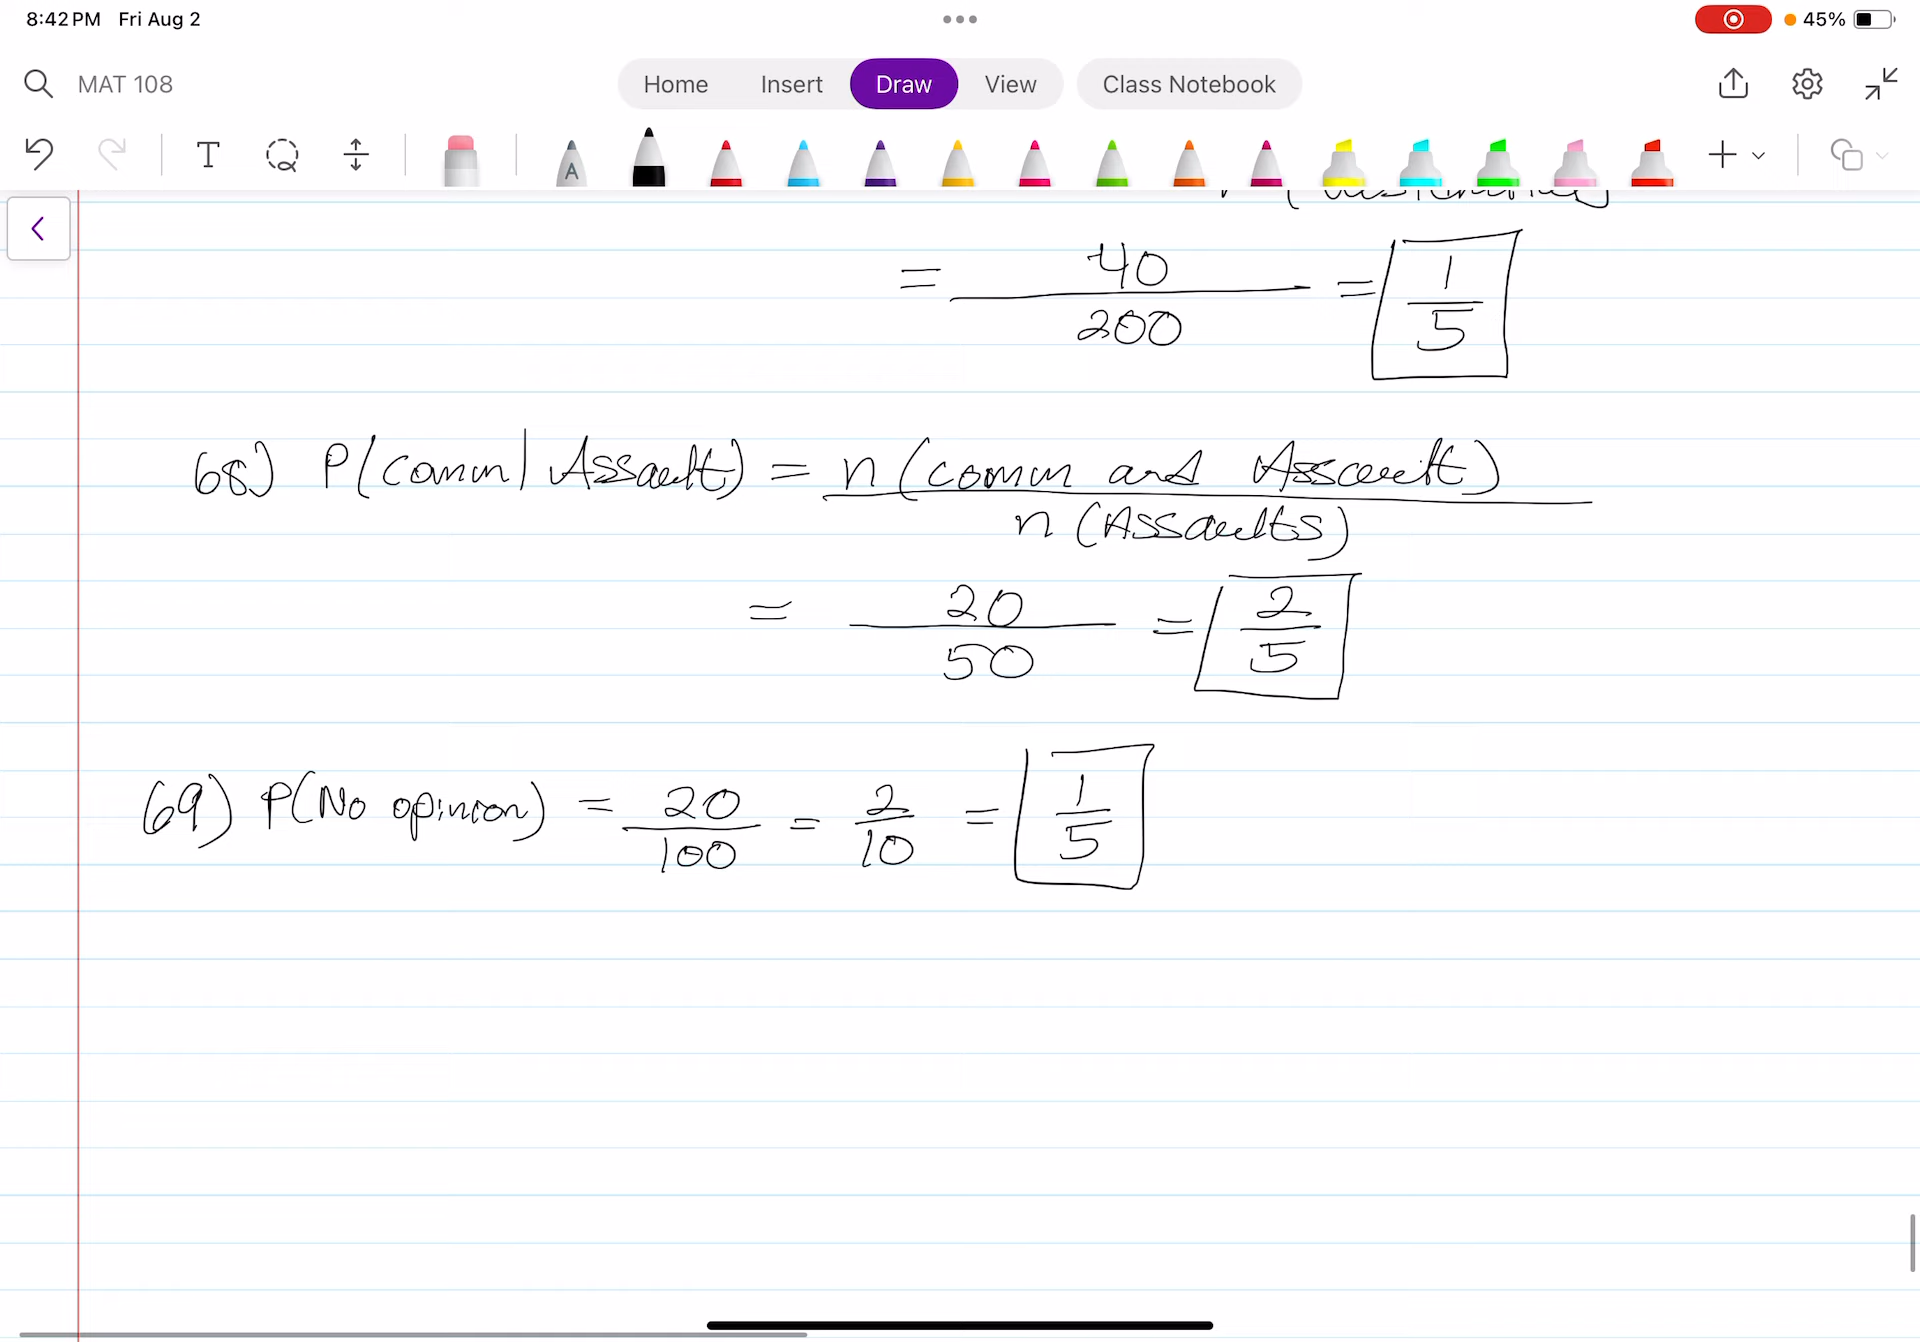 8:42 PM Fri Aug 2
45%
MAT 108
Home Insert Draw View Class Notebook
T A
= 40/200 = 1/5
68) P(comm | Assault) = n(comm and Assault)
n(Assaults)
= 20/50 = 2/5
69) P(No opinion) = 20/100 = 2/10 = 1/5